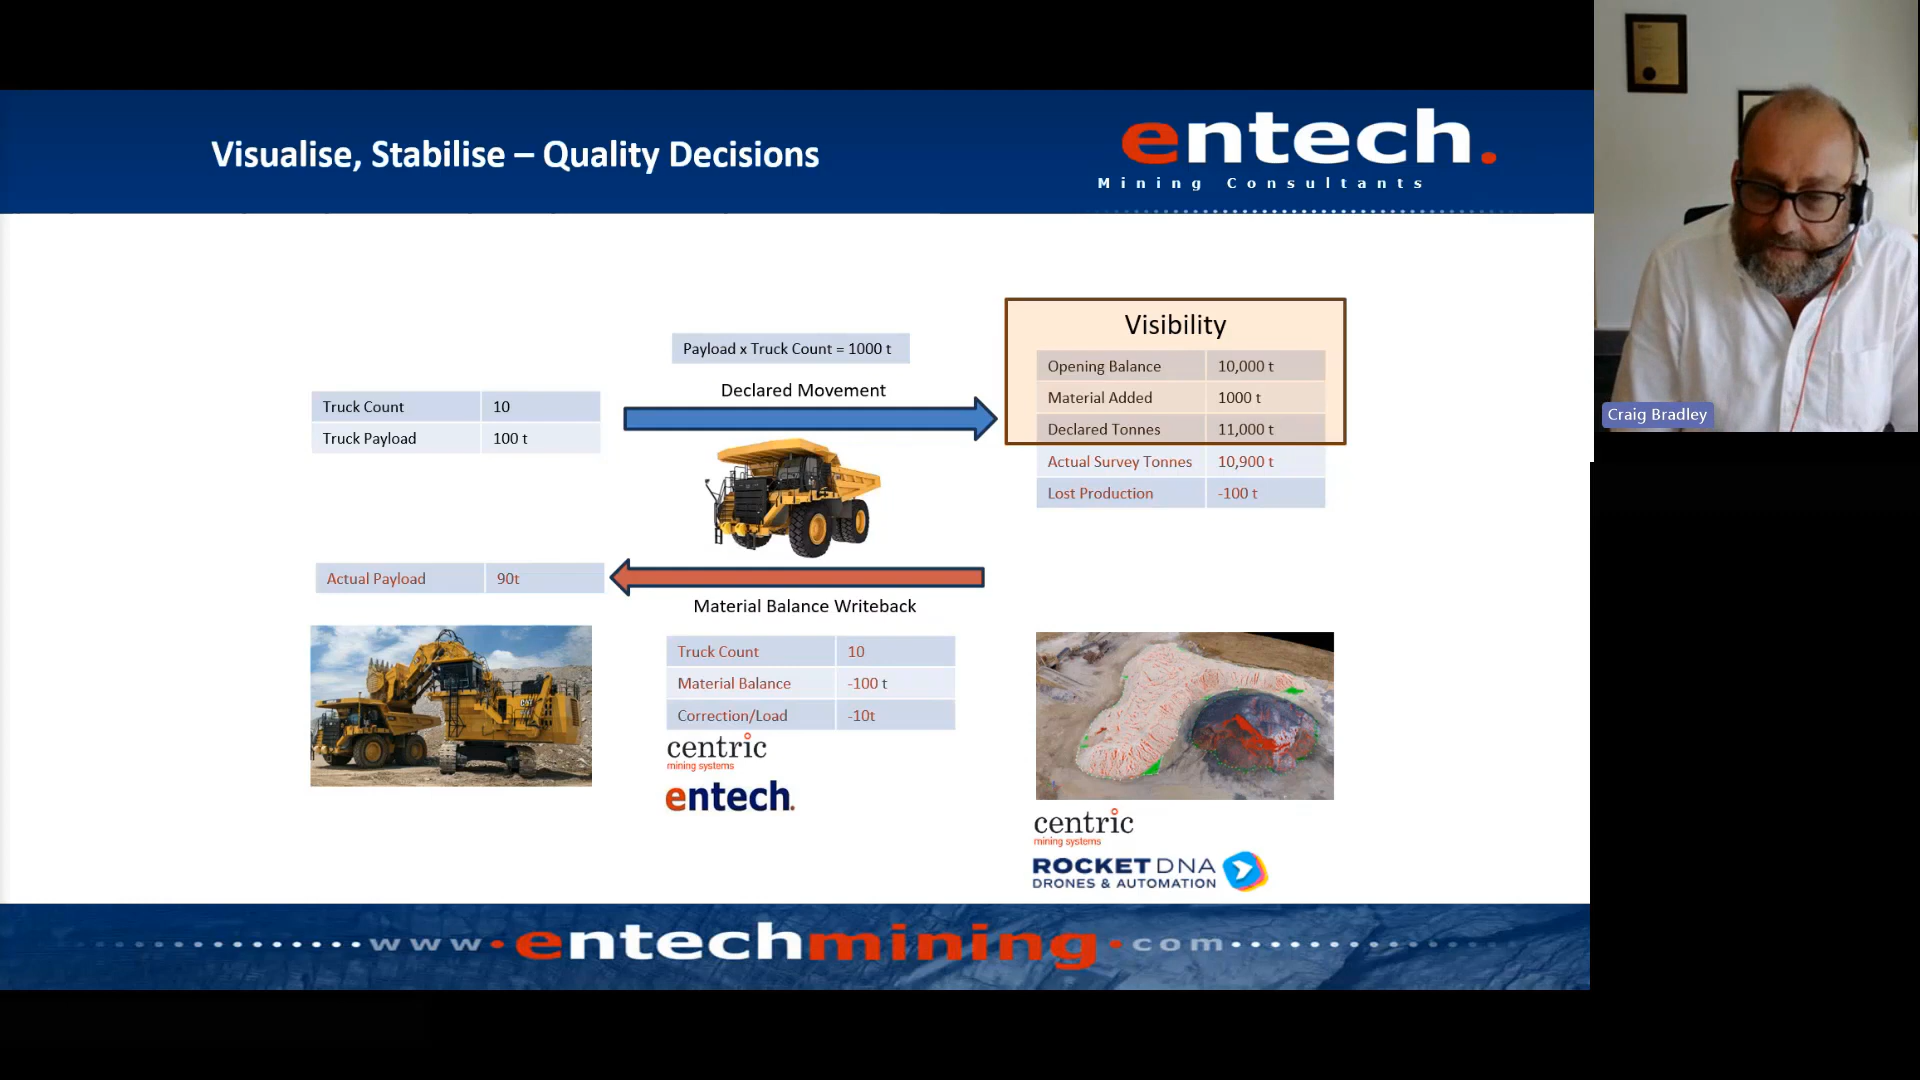 Visualise, Stabilise – Quality Decisions
entech.
Mining Consultants
Craig Bradley
Payload x Truck Count = 1000 t
Declared Movement
Truck Count 10
Truck Payload 100 t
Visibility
Opening Balance 10,000 t
Material Added 1000 t
Declared Tonnes 11,000 t
Actual Survey Tonnes 10,900 t
Lost Production -100 t
Actual Payload 90t
Material Balance Writeback
Truck Count 10
Material Balance -100 t
Correction/Load -10t
centric
mining systems
entech.
centric
mining systems
ROCKETDNA
DRONES & AUTOMATION
www.entechmining.com